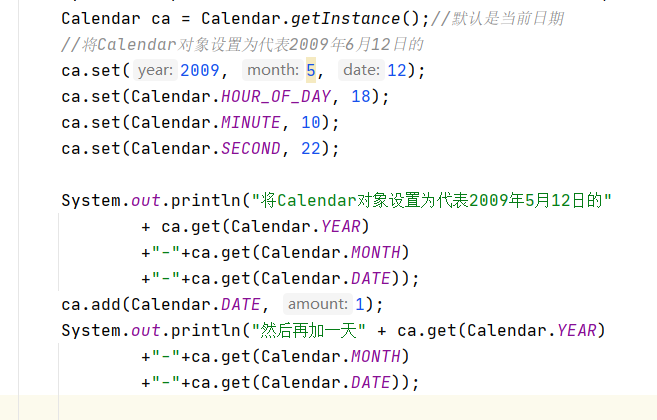 Calendar ca = Calendar.getInstance();//默认是当前日期
//将Calendar对象设置为代表2009年6月12日的
ca.set( year: 2009, month: 5, date: 12);
ca.set(Calendar.HOUR_OF_DAY, 18);
ca.set(Calendar.MINUTE, 10);
ca.set(Calendar.SECOND, 22);
System.out.println("将Calendar对象设置为代表2009年5月12日的"
+ ca.get(Calendar.YEAR)
+"-"+ca.get(Calendar.MONTH)
+"-"+ca.get(Calendar.DATE));
ca.add(Calendar.DATE, amount: 1);
System.out.println("然后再加一天" + ca.get(Calendar.YEAR)
+"-"+ca.get(Calendar.MONTH)
+"-"+ca.get(Calendar.DATE));